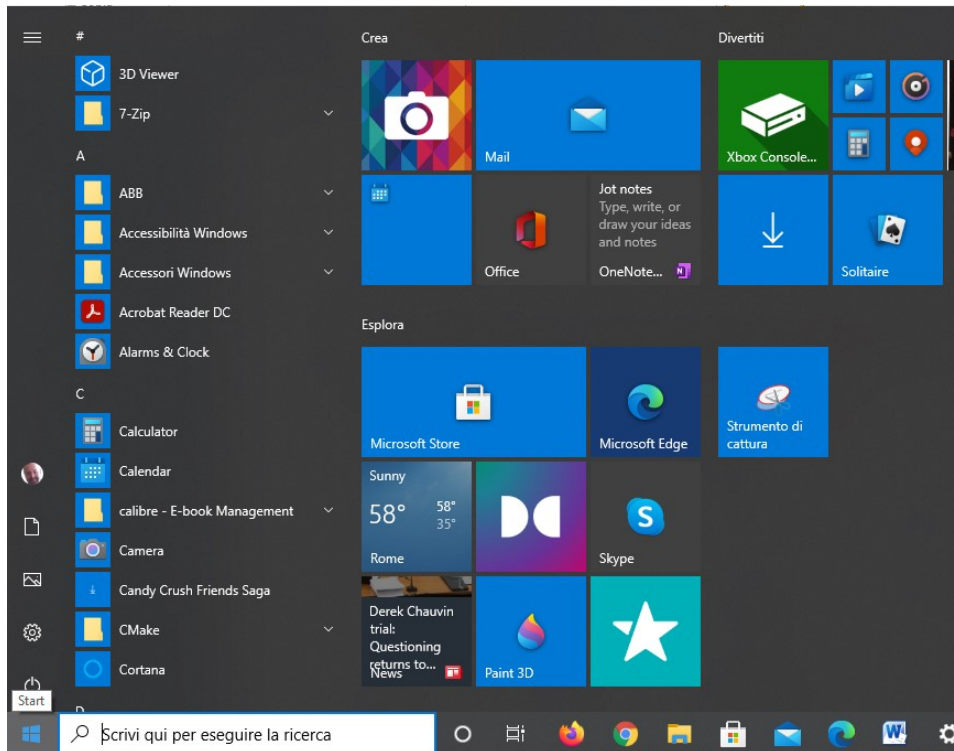 #
3D Viewer
7-Zip
A
ABB
Accessibilità Windows
Accessori Windows
Acrobat Reader DC
Alarms & Clock
C
Calculator
Calendar
calibre - E-book Management
Camera
Candy Crush Friends Saga
CMake
Cortana
Crea
Mail
Office
Jot notes
Type, write, or
draw your ideas
and notes
OneNote...
Esplora
Microsoft Store
Microsoft Edge
Sunny
58°
58°
35°
Rome
Skype
Derek Chauvin
trial:
Questioning
returns to...
News
Paint 3D
Divertiti
Xbox Console...
Solitaire
Strumento di
cattura
Start
Scrivi qui per eseguire la ricerca